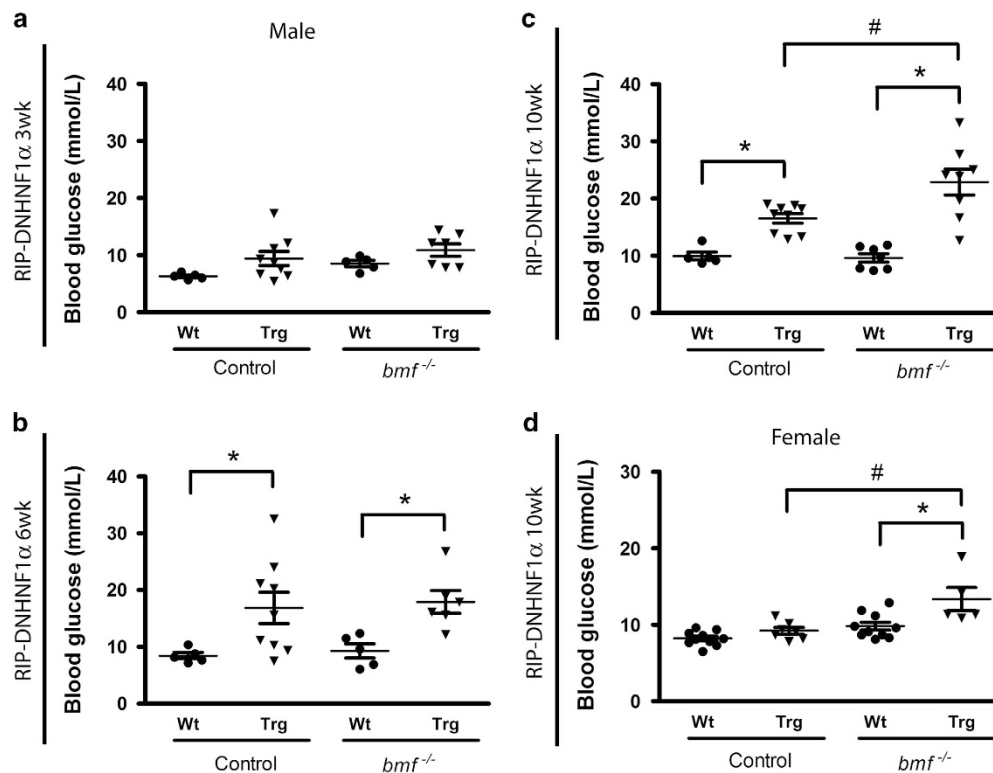 a
Male
RIP-DNHNF1α 3wk
Blood glucose (mmol/L)
40
30
20
10
0
Wt Trg Wt Trg
Control bmf -/-
b
RIP-DNHNF1α 6wk
Blood glucose (mmol/L)
40
30
20
10
0
* *
Wt Trg Wt Trg
Control bmf -/-
c
RIP-DNHNF1α 10wk
Blood glucose (mmol/L)
40
30
20
10
0
#
* *
Wt Trg Wt Trg
Control bmf -/-
d
Female
RIP-DNHNF1α 10wk
Blood glucose (mmol/L)
30
20
10
0
#
*
Wt Trg Wt Trg
Control bmf -/-